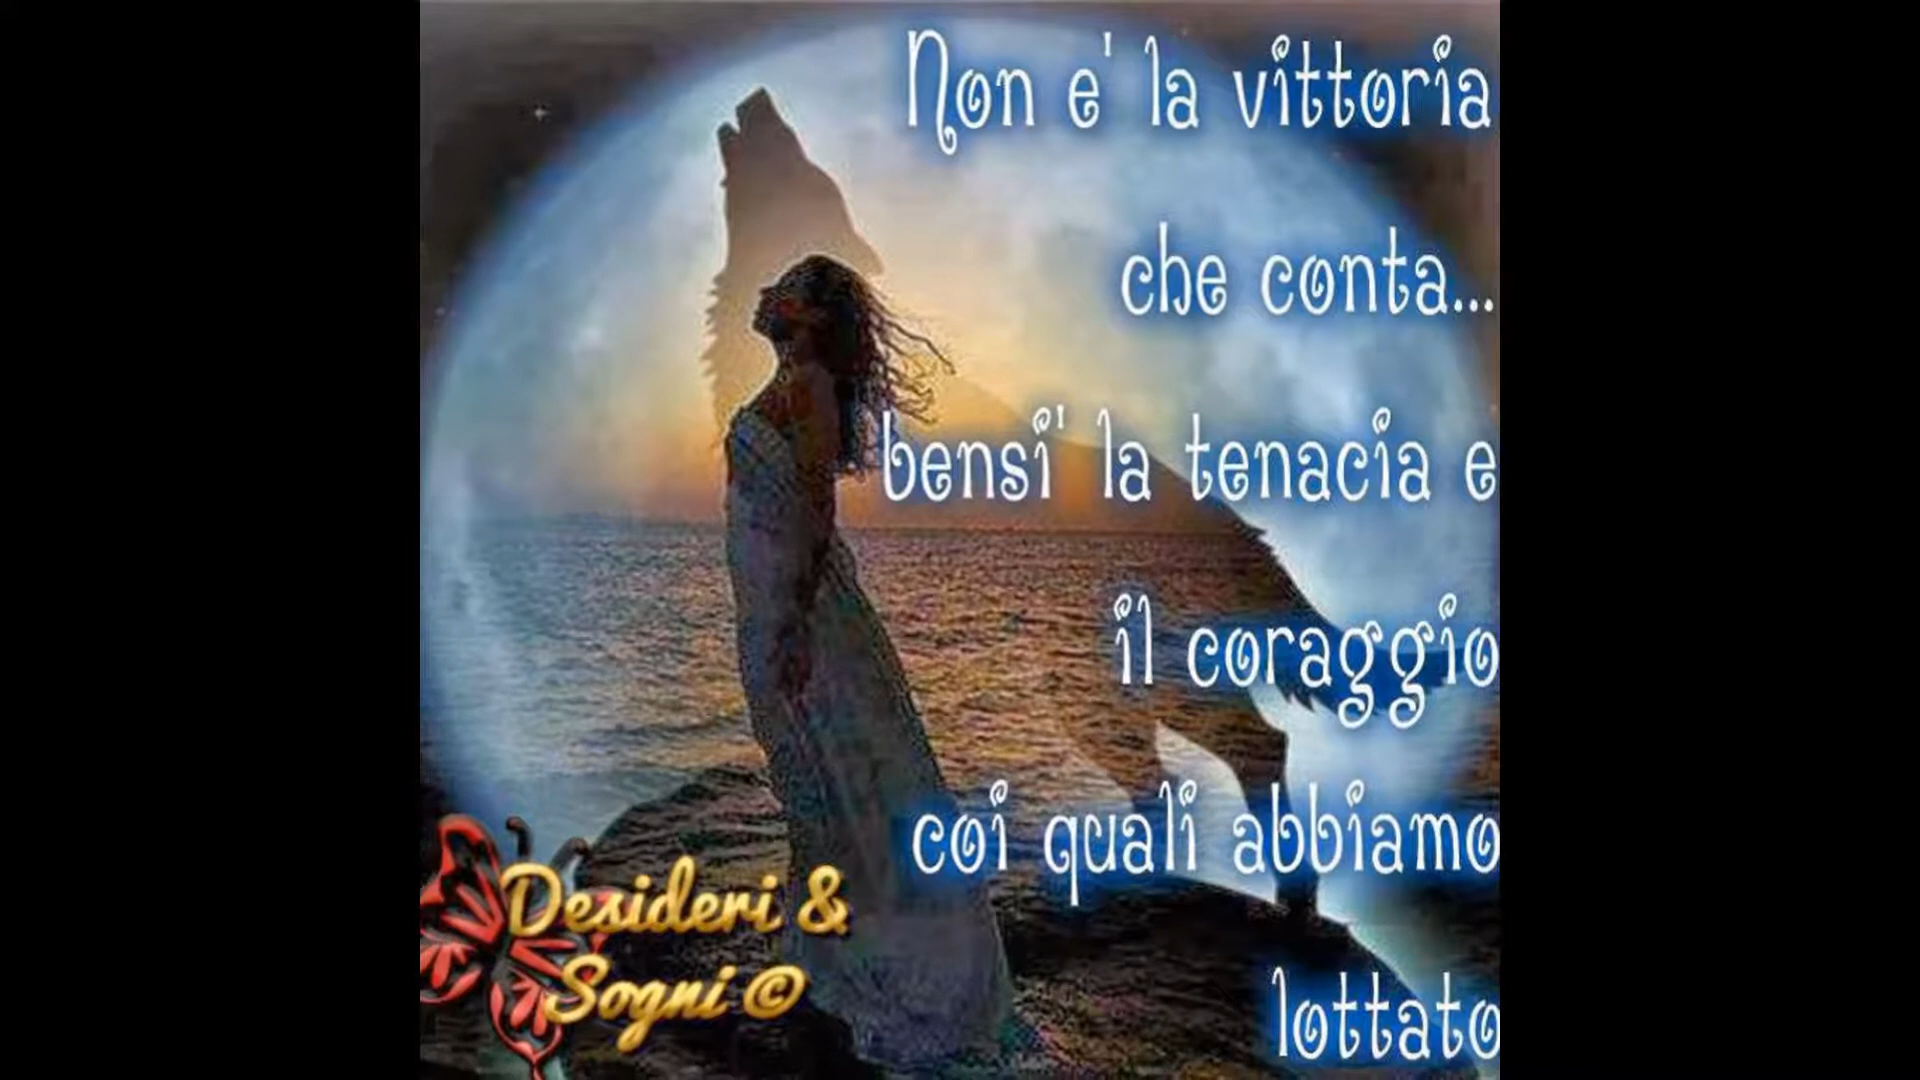 Non e' la vittoria
che conta...
bensi' la tenacia e
il coraggio
coi quali abbiamo
lottato
Desideri &
Sogni ©